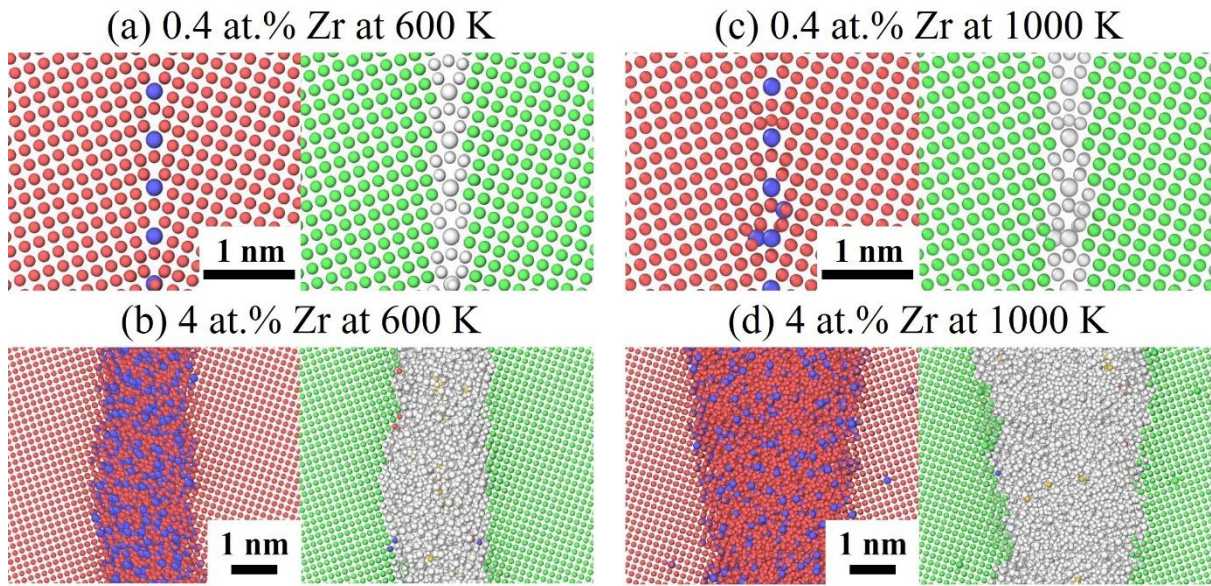 (a) 0.4 at.% Zr at 600 K
(c) 0.4 at.% Zr at 1000 K
1 nm
1 nm
(b) 4 at.% Zr at 600 K
(d) 4 at.% Zr at 1000 K
1 nm
1 nm